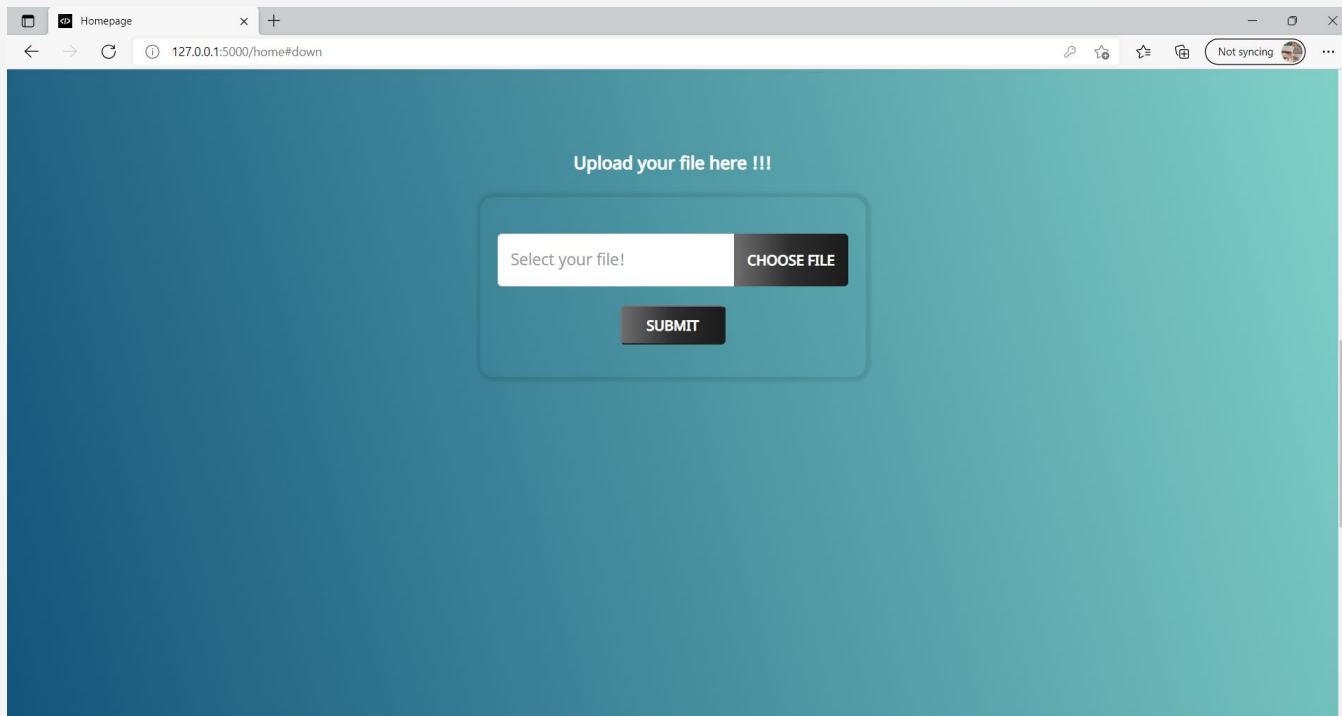 Homepage
127.0.0.1:5000/home#down
Not syncing
Upload your file here !!!
Select your file!
CHOOSE FILE
SUBMIT